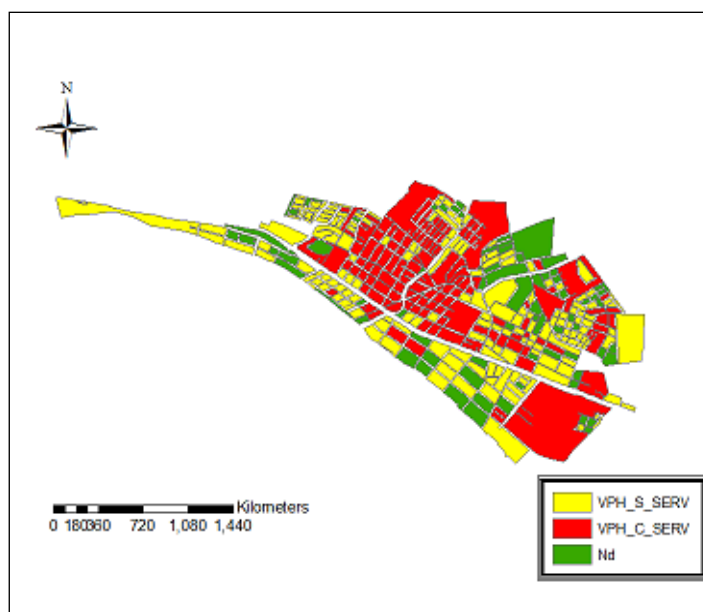 N
Kilometers
0 180360 720 1,080 1,440
VPH_S_SERV
VPH_C_SERV
Nd